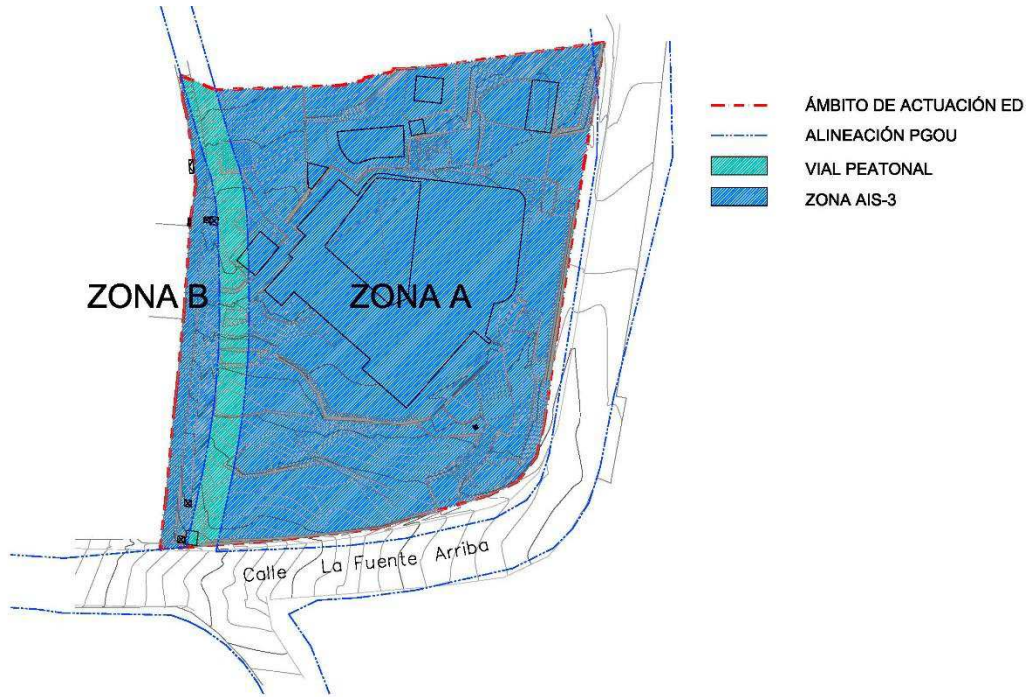 ÁMBITO DE ACTUACIÓN ED
ALINEACIÓN PGOU
VIAL PEATONAL
ZONA AIS-3
ZONA B
ZONA A
Calle La Fuente Arriba